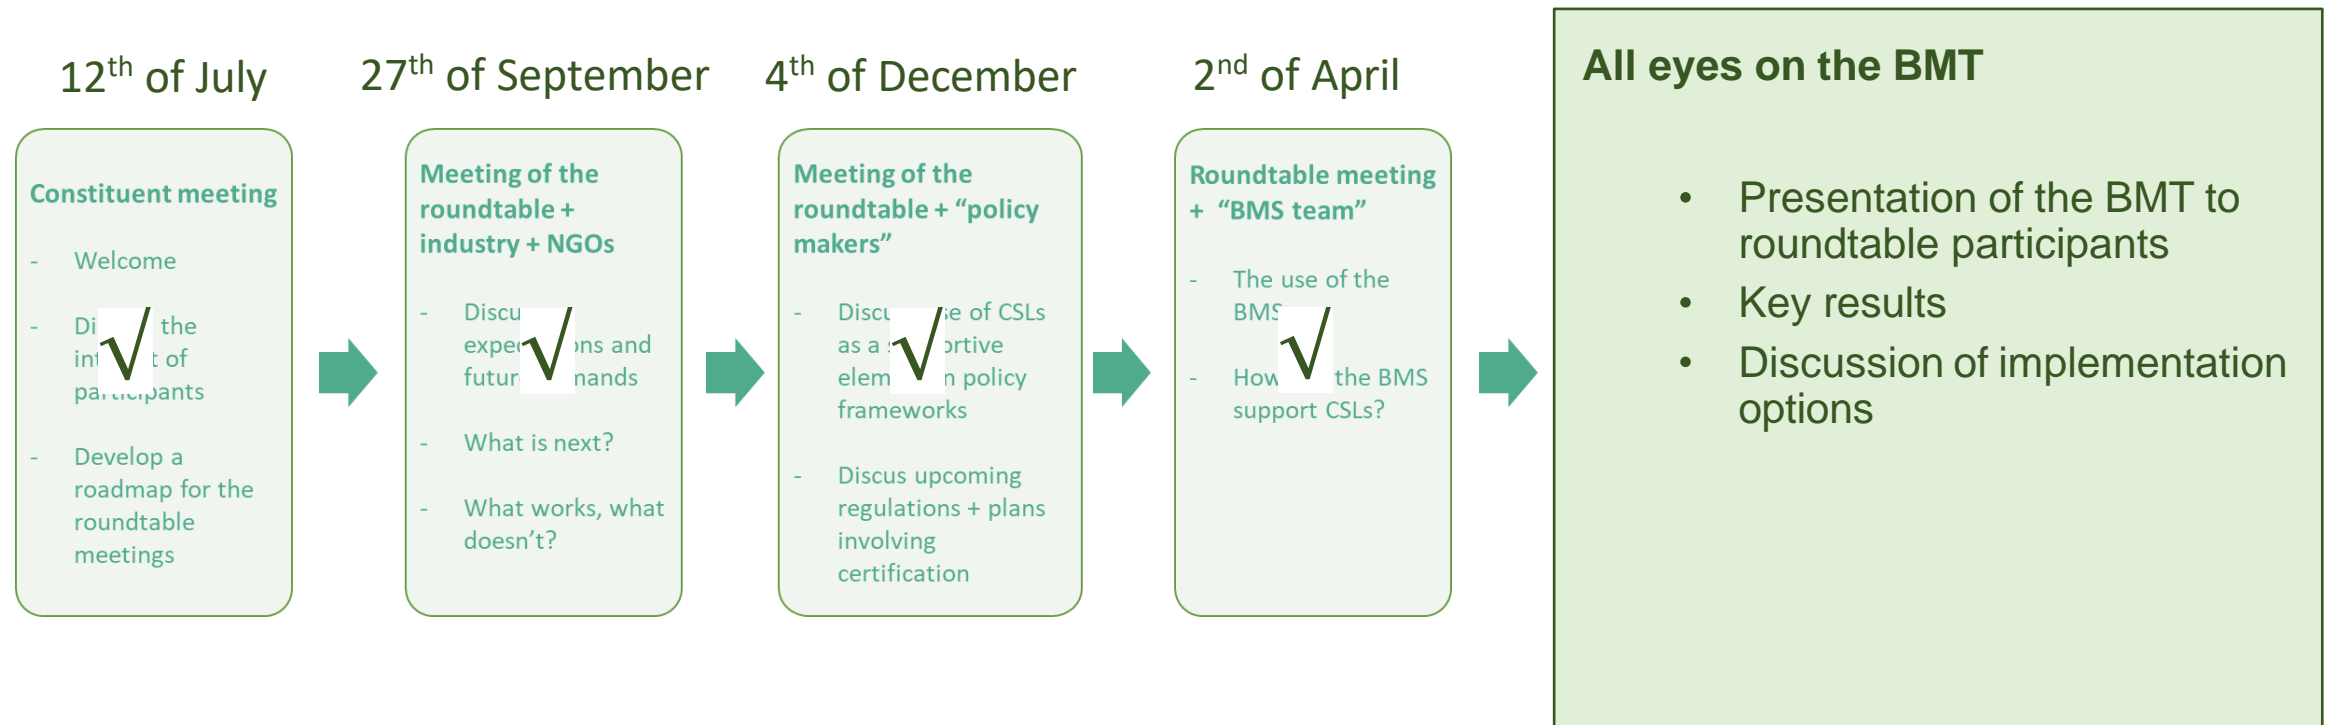 12th of July
Constituent meeting
- Welcome
- Di the
int t of
participants
- Develop a
roadmap for the
roundtable
meetings
√
27th of September
Meeting of the
roundtable +
industry + NGOs
- Discu
expec ons and
futur mands
- What is next?
- What works, what
doesn’t?
√
4th of December
Meeting of the
roundtable + “policy
makers”
- Discu se of CSLs
as a s ortive
elem n policy
frameworks
- Discus upcoming
regulations + plans
involving
certification
√
2nd of April
Roundtable meeting
+ “BMS team”
- The use of the
BMS
- How the BMS
support CSLs?
√
All eyes on the BMT
• Presentation of the BMT to
roundtable participants
• Key results
• Discussion of implementation
options